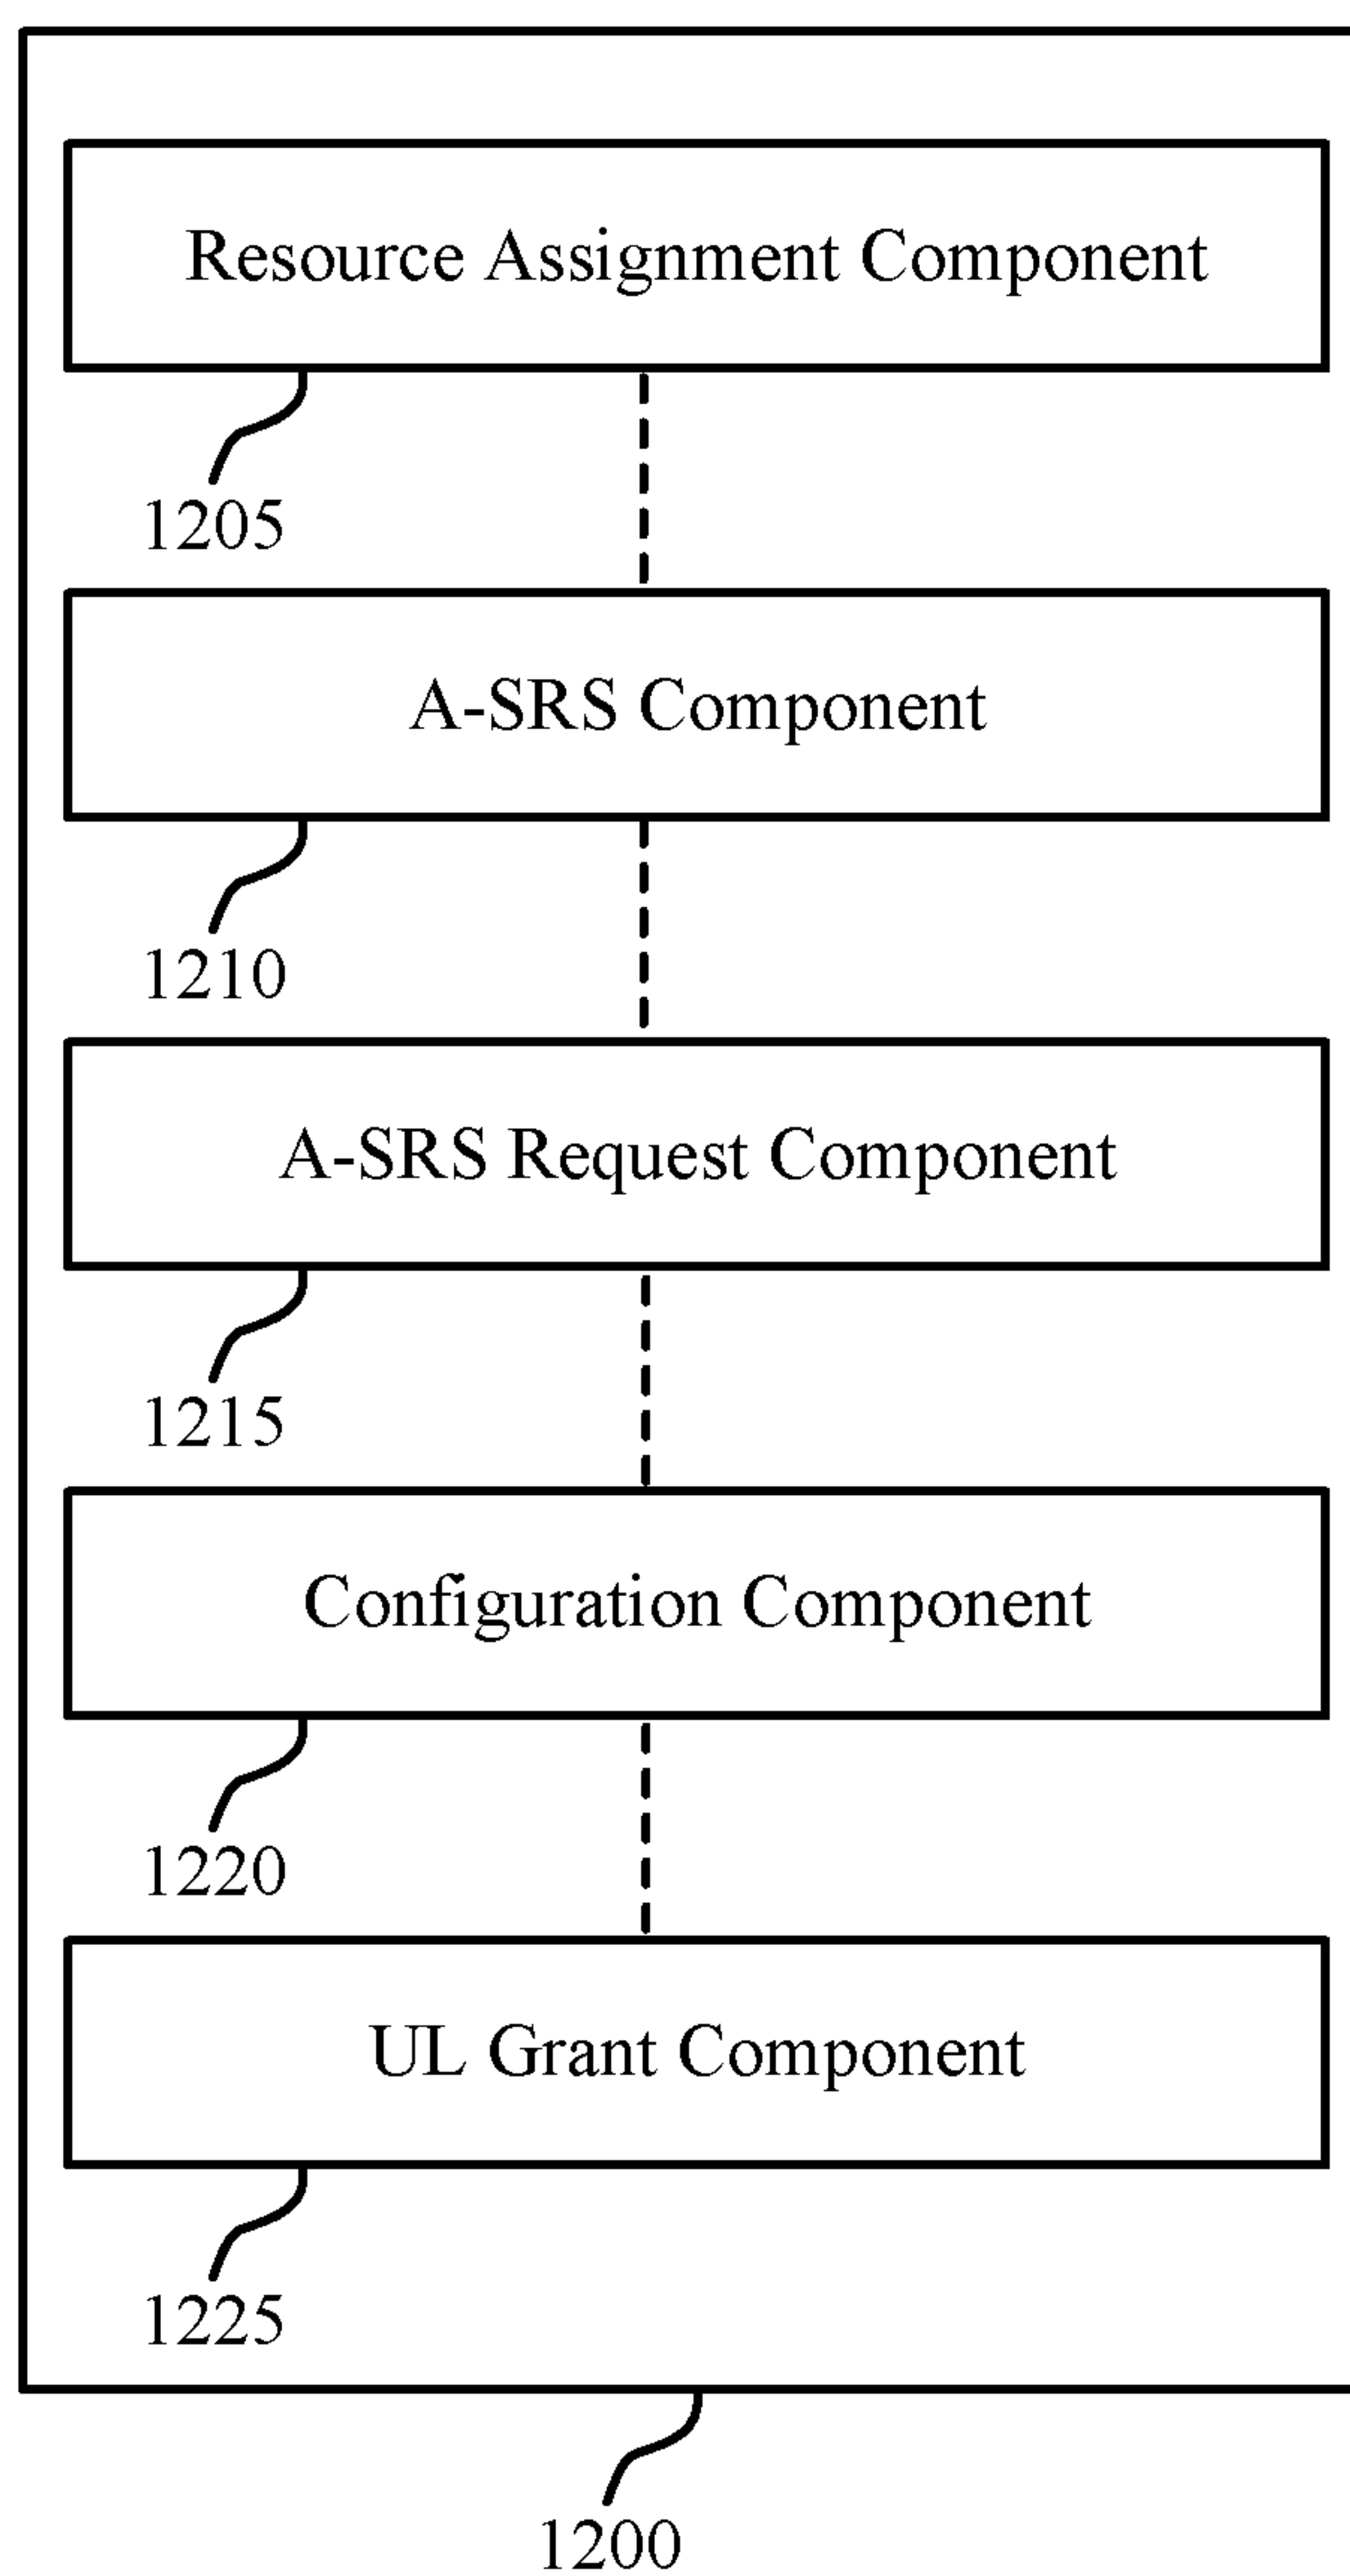 Resource Assignment Component
1205
A-SRS Component
1210
A-SRS Request Component
1215
Configuration Component
1220
UL Grant Component
1225
1200